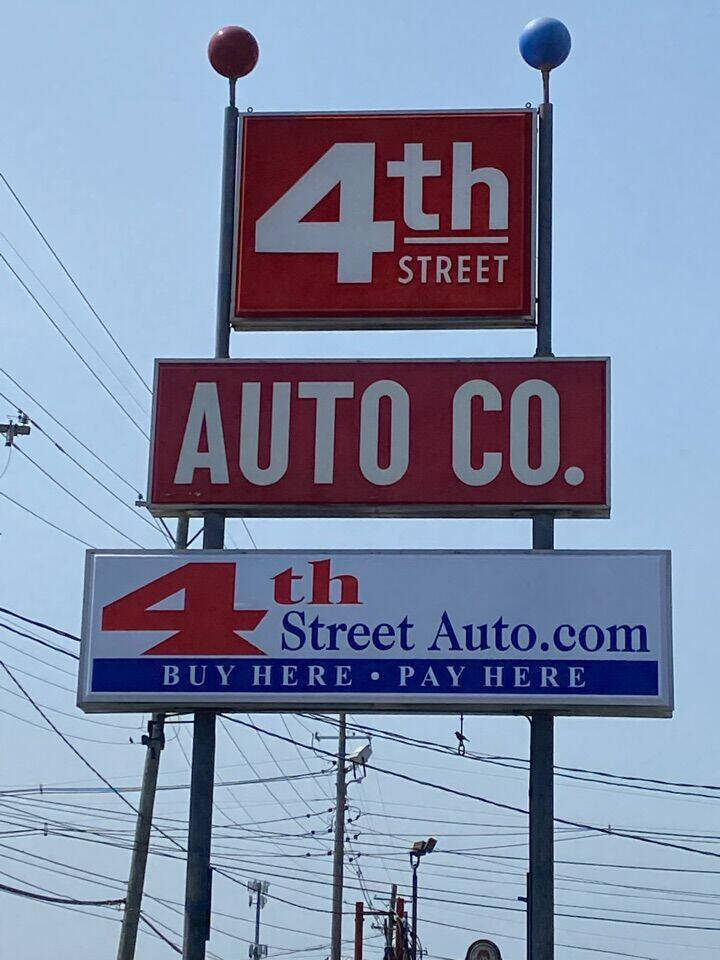 4th
STREET
AUTO CO.
4th
Street Auto.com
BUY HERE • PAY HERE